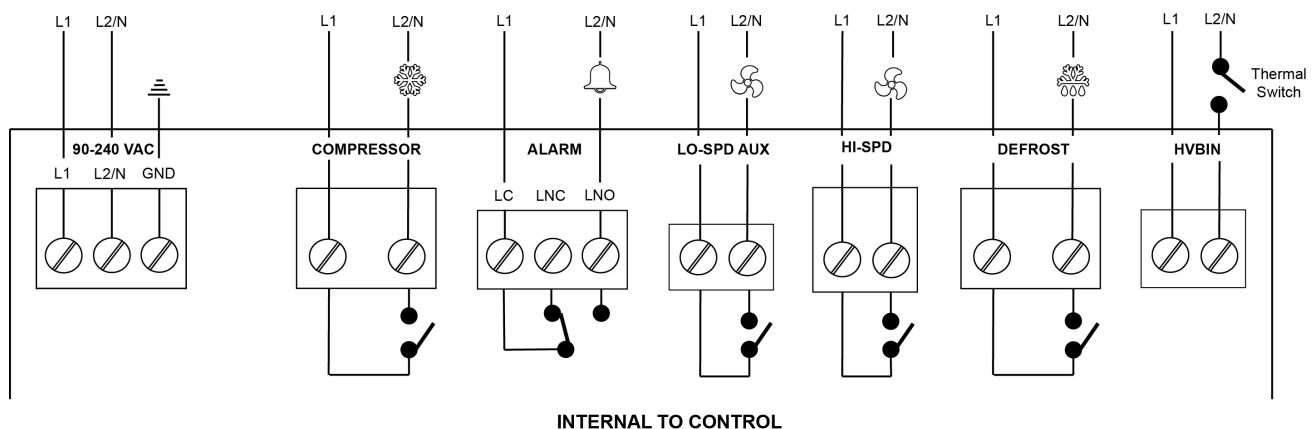 L1 L2/N L1 L2/N L1 L2/N L1 L2/N L1 L2/N L1 L2/N L1 L2/N
Thermal
Switch
90-240 VAC COMPRESSOR ALARM LO-SPD AUX HI-SPD DEFROST HVBIN
L1 L2/N GND
LC LNC LNO
INTERNAL TO CONTROL